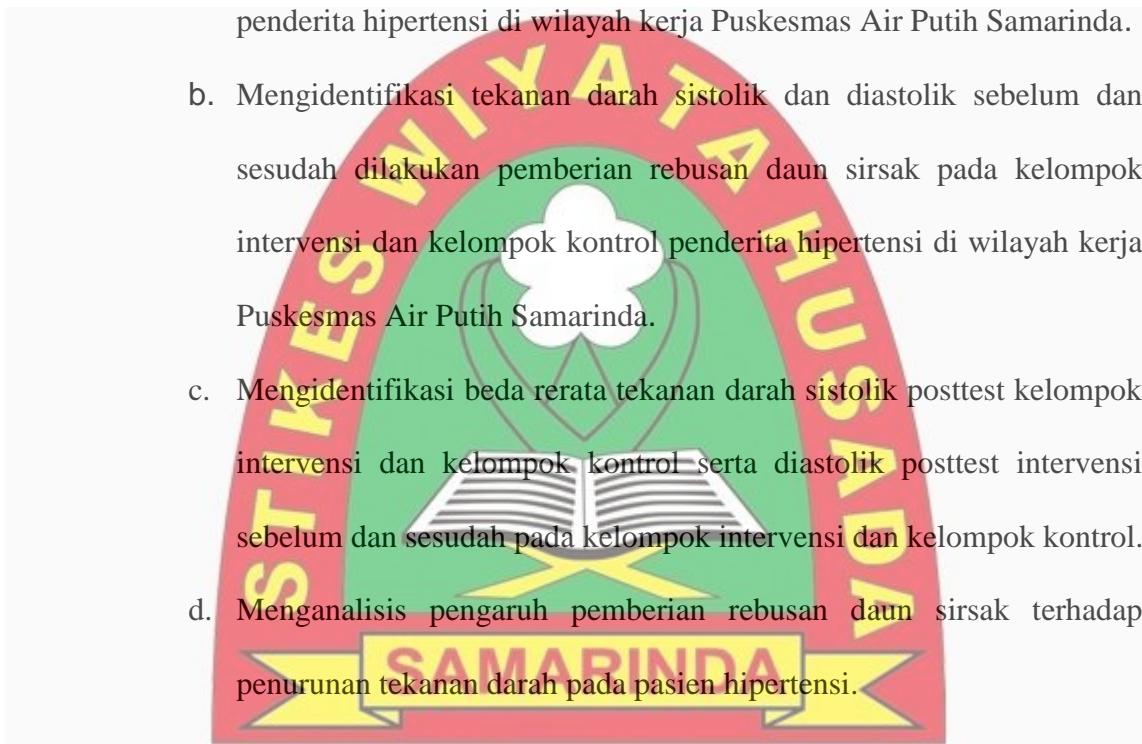 penderita hipertensi di wilayah kerja Puskesmas Air Putih Samarinda.
b. Mengidentifikasi tekanan darah sistolik dan diastolik sebelum dan
sesudah dilakukan pemberian rebusan daun sirsak pada kelompok
intervensi dan kelompok kontrol penderita hipertensi di wilayah kerja
Puskesmas Air Putih Samarinda.
c. Mengidentifikasi beda rerata tekanan darah sistolik posttest kelompok
intervensi dan kelompok kontrol serta diastolik posttest intervensi
sebelum dan sesudah pada kelompok intervensi dan kelompok kontrol.
d. Menganalisis pengaruh pemberian rebusan daun sirsak terhadap
penurunan tekanan darah pada pasien hipertensi.
STIKES WIYATA HUSADA
SAMARINDA